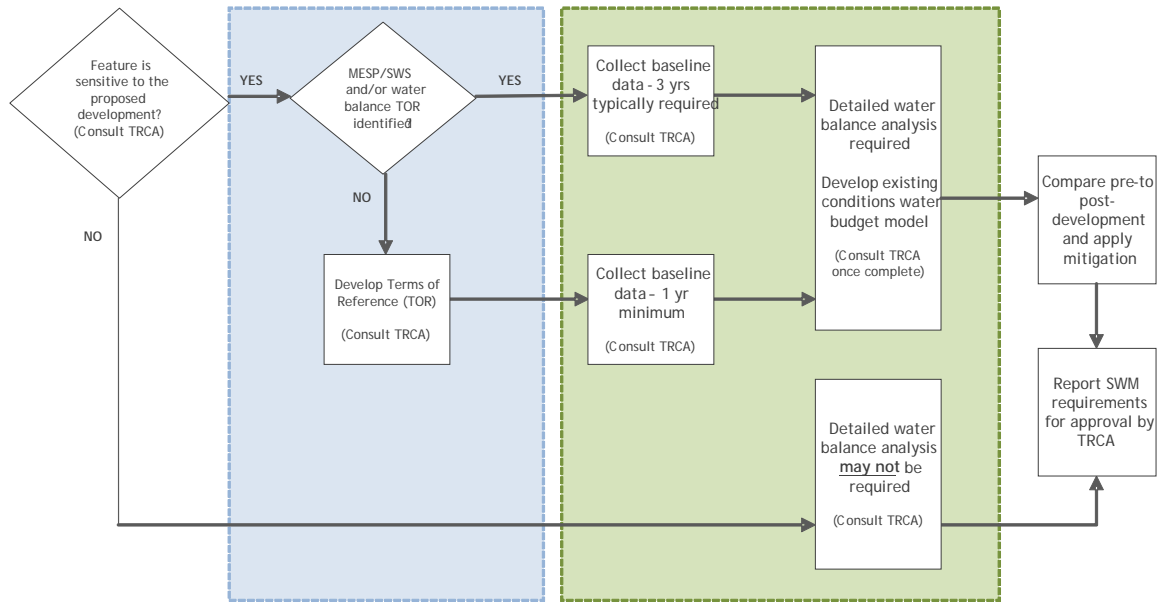 Feature is
sensitive to the
proposed
development?
(Consult TRCA)
YES
MESP/SWS
and/or water
balance TOR
identified?
YES
Collect baseline
data - 3 yrs
typically required
(Consult TRCA)
Detailed water
balance analysis
required
Develop existing
conditions water
budget model
(Consult TRCA
once complete)
Compare pre-to
post-
development
and apply
mitigation
NO
NO
Develop Terms of
Reference (TOR)
(Consult TRCA)
Collect baseline
data - 1 yr
minimum
(Consult TRCA)
Detailed water
balance analysis
may not be
required
(Consult TRCA)
Report SWM
requirements
for approval by
TRCA